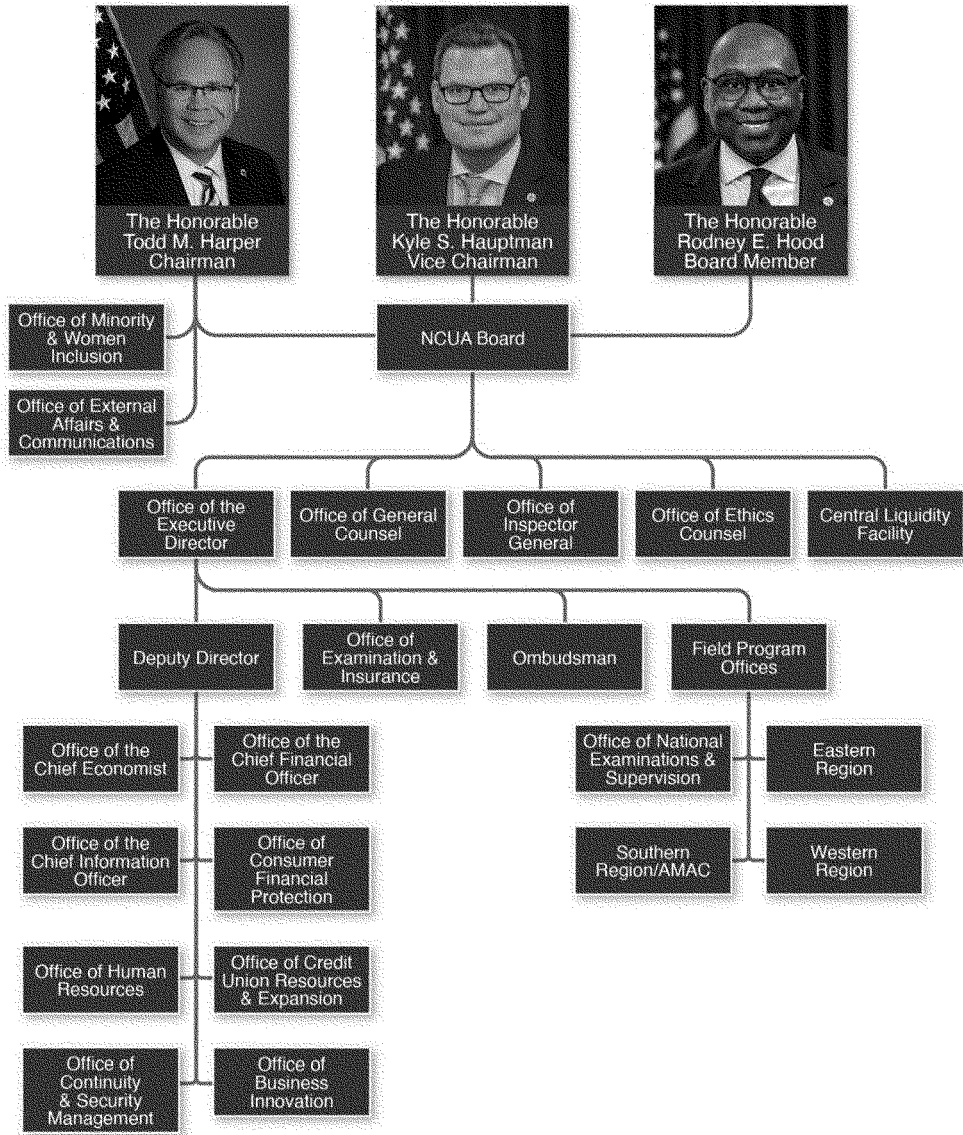 The Honorable
Todd M. Harper
Chairman
The Honorable
Kyle S. Hauptman
Vice Chairman
The Honorable
Rodney E. Hood
Board Member
Office of Minority
& Women
Inclusion
NCUA Board
Office of External
Affairs &
Communications
Office of the
Executive
Director
Office of General
Counsel
Office of
Inspector
General
Office of Ethics
Counsel
Central Liquidity
Facility
Deputy Director
Office of
Examination &
Insurance
Ombudsman
Field Program
Offices
Office of the
Chief Economist
Office of the
Chief Financial
Officer
Office of National
Examinations &
Supervision
Eastern
Region
Office of the
Chief Information
Officer
Office of
Consumer
Financial
Protection
Southern
Region/AMAC
Western
Region
Office of Human
Resources
Office of Credit
Union Resources
& Expansion
Office of
Continuity
& Security
Management
Office of
Business
Innovation